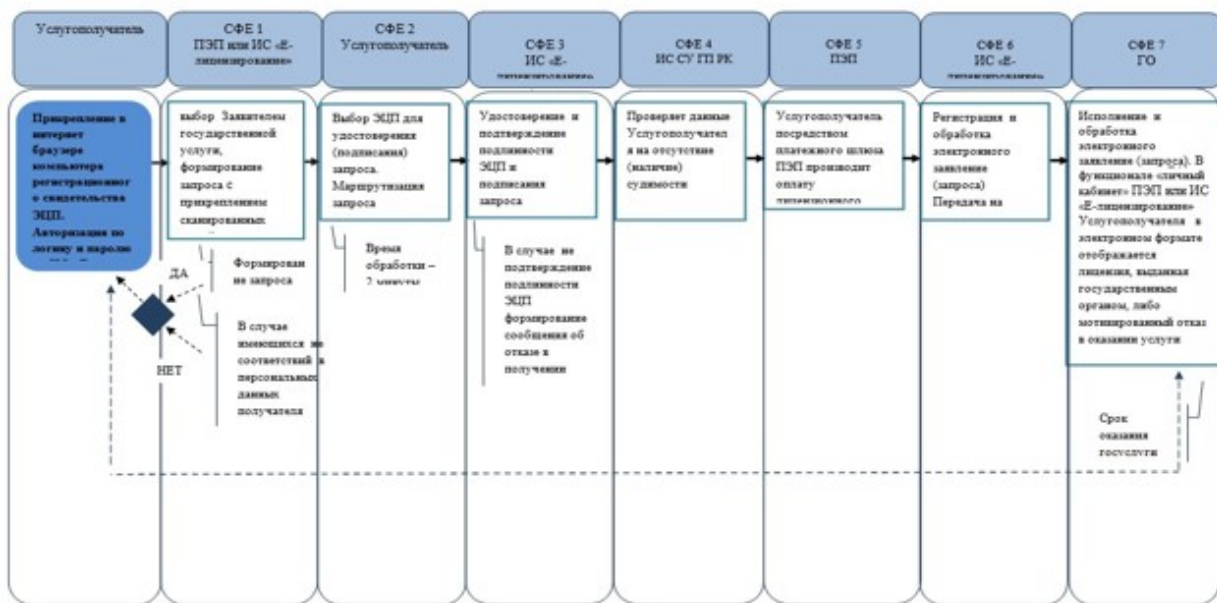 Услугополучатель
СФЕ 1
ПЭП или ИС «Е-
лицензирование»
СФЕ 2
Услугополучатель
СФЕ 3
ИС «Е-
СФЕ 4
ИС СУ ГП РК
СФЕ 5
ПЭП
СФЕ 6
ИС «Е-
СФЕ 7
ГО
Прикрепление в
интернет
браузере
компьютера
регистрационног
о свидетельства
ЭЦП.
Авторизация по
логину и паролю
выбор Заявителем
государственной
услуги,
формирование
запроса с
прикреплением
сканированных
Выбор ЭЦП для
удостоверения
(подписания)
запроса.
Маршрутизация
запроса
Удостоверение и
подтверждение
подлинности
ЭЦП и
подписания
запроса
Проверяет данные
Услугополучател
я на отсутствие
(наличие)
судимости
Услугополучатель
посредством
платежного шлюза
ПЭП производит
оплату
лицензионного
Регистрация и
обработка
электронного
заявление
(запроса)
Передача на
Исполнение и
обработка
электронного
заявление (запроса). В
функционале «личный
кабинет» ПЭП или ИС
«Е-лицензирование»
Услугополучателя в
электронном формате
отображается
лицензия, выданная
государственным
органом, либо
мотивированный отказ
в оказании услуги
ДА
НЕТ
Формирован
ие запроса
В случае
имеющихся не
соответствий в
персональных
данных
получателя
Время
обработки –
2 минуты
В случае не
подтверждение
подлинности
ЭЦП
формирование
сообщения об
отказе в
получении
Срок
оказания
госуслуги